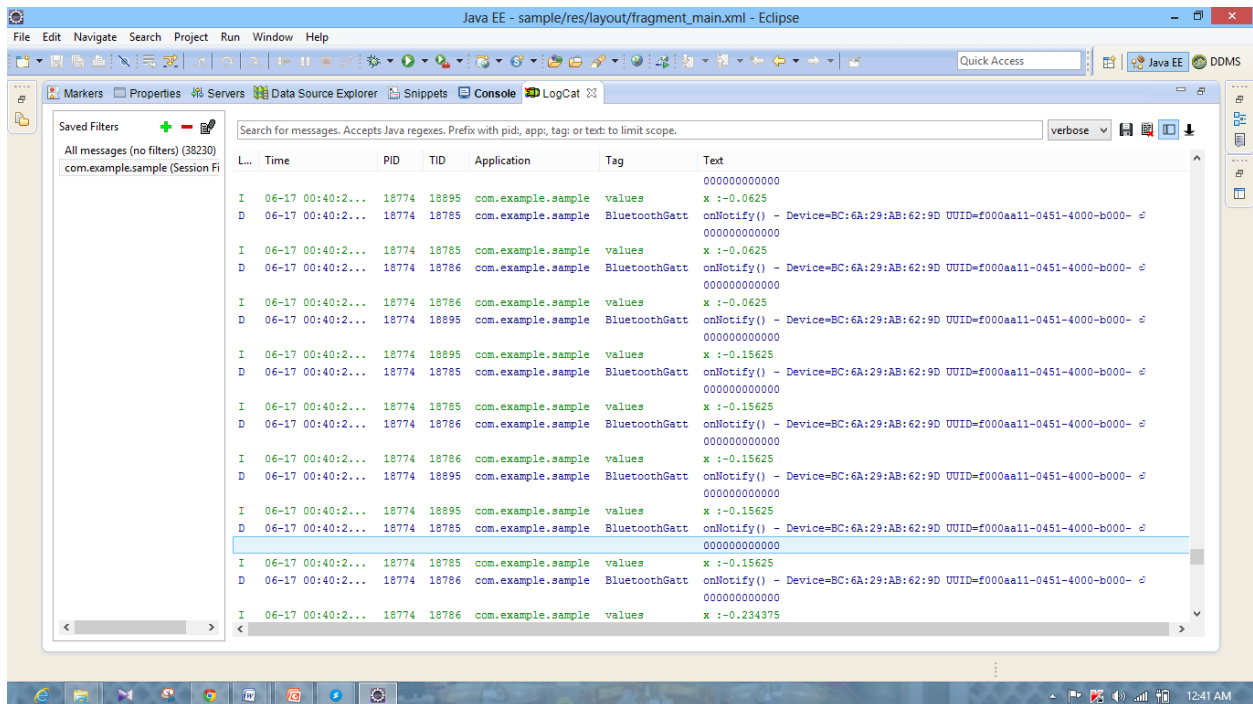 Java EE - sample/res/layout/fragment_main.xml - Eclipse
File Edit Navigate Search Project Run Window Help
Quick Access
Java EE
DDMS
Markers Properties Servers Data Source Explorer Snippets Console LogCat
Saved Filters
All messages (no filters) (38230)
com.example.sample (Session Fi
Search for messages. Accepts Java regexes. Prefix with pid:, app:, tag: or text: to limit scope.
verbose
L... Time PID TID Application Tag Text
000000000000
I 06-17 00:40:2... 18774 18895 com.example.sample values x :-0.0625
D 06-17 00:40:2... 18774 18785 com.example.sample BluetoothGatt onNotify() - Device=BC:6A:29:AB:62:9D UUID=f000aa11-0451-4000-b000-
000000000000
I 06-17 00:40:2... 18774 18785 com.example.sample values x :-0.0625
D 06-17 00:40:2... 18774 18786 com.example.sample BluetoothGatt onNotify() - Device=BC:6A:29:AB:62:9D UUID=f000aa11-0451-4000-b000-
000000000000
I 06-17 00:40:2... 18774 18786 com.example.sample values x :-0.0625
D 06-17 00:40:2... 18774 18895 com.example.sample BluetoothGatt onNotify() - Device=BC:6A:29:AB:62:9D UUID=f000aa11-0451-4000-b000-
000000000000
I 06-17 00:40:2... 18774 18895 com.example.sample values x :-0.15625
D 06-17 00:40:2... 18774 18785 com.example.sample BluetoothGatt onNotify() - Device=BC:6A:29:AB:62:9D UUID=f000aa11-0451-4000-b000-
000000000000
I 06-17 00:40:2... 18774 18785 com.example.sample values x :-0.15625
D 06-17 00:40:2... 18774 18786 com.example.sample BluetoothGatt onNotify() - Device=BC:6A:29:AB:62:9D UUID=f000aa11-0451-4000-b000-
000000000000
I 06-17 00:40:2... 18774 18786 com.example.sample values x :-0.15625
D 06-17 00:40:2... 18774 18895 com.example.sample BluetoothGatt onNotify() - Device=BC:6A:29:AB:62:9D UUID=f000aa11-0451-4000-b000-
000000000000
I 06-17 00:40:2... 18774 18895 com.example.sample values x :-0.15625
D 06-17 00:40:2... 18774 18785 com.example.sample BluetoothGatt onNotify() - Device=BC:6A:29:AB:62:9D UUID=f000aa11-0451-4000-b000-
000000000000
I 06-17 00:40:2... 18774 18785 com.example.sample values x :-0.15625
D 06-17 00:40:2... 18774 18786 com.example.sample BluetoothGatt onNotify() - Device=BC:6A:29:AB:62:9D UUID=f000aa11-0451-4000-b000-
000000000000
I 06-17 00:40:2... 18774 18786 com.example.sample values x :-0.234375
12:41 AM